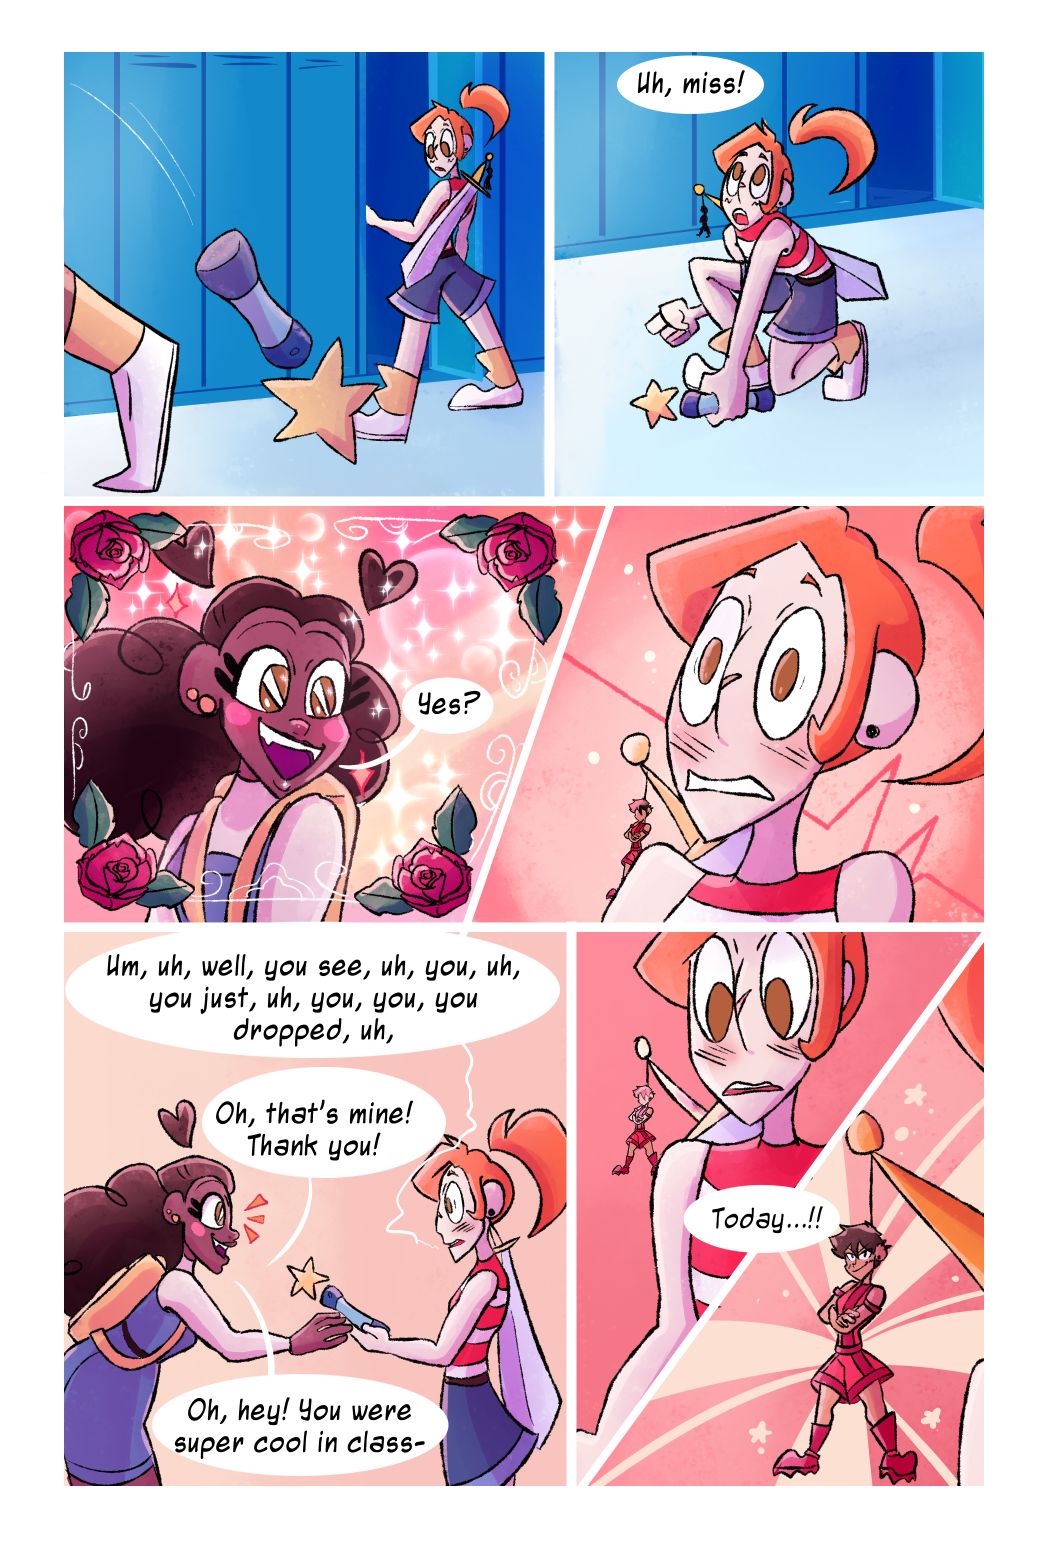 Uh, miss!
Yes?
Um, uh, well, you see, uh, you, uh,
you just, uh, you, you, you
dropped, uh,
Oh, that's mine!
Thank you!
Oh, hey! You were
super cool in class-
Today...!!